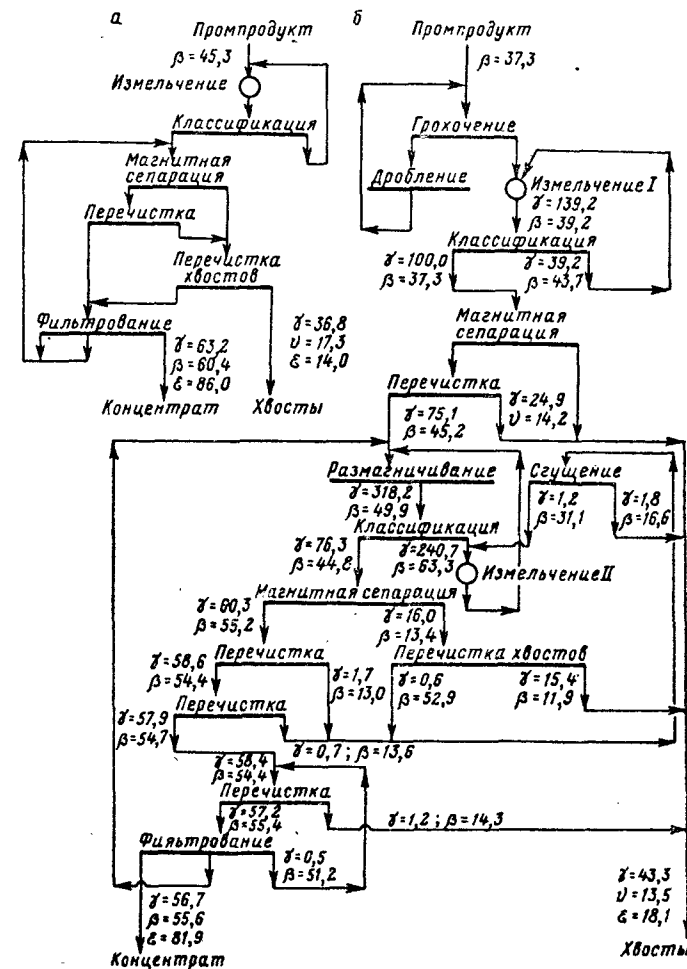 а
Промпродукт
β=45,3
Измельчение
Классификация
Магнитная
сепарация
Перечистка
Перечистка
хвостов
Фильтрование
γ=63,2
β=60,4
ε=86,0
γ=36,8
υ=17,3
ε=14,0
Концентрат
Хвосты
б
Промпродукт
β=37,3
Грохочение
Дробление
Измельчение I
γ=139,2
β=39,2
Классификация
γ=100,0
β=37,3
γ=39,2
β=43,7
Магнитная
сепарация
Перечистка
γ=75,1
β=45,2
γ=24,9
υ=14,2
Размагничивание
γ=318,2
β=49,9
Сгущение
γ=1,2
β=31,1
γ=1,8
β=16,6
Классификация
γ=76,3
β=44,8
γ=240,7
β=63,3
Измельчение II
Магнитная сепарация
γ=60,3
β=55,2
γ=16,0
β=13,4
Перечистка
γ=58,6
β=54,4
γ=1,7
β=13,0
Перечистка хвостов
γ=0,6
β=52,9
γ=15,4
β=11,9
Перечистка
γ=57,9
β=54,7
γ=0,7; β=13,6
γ=58,4
β=54,4
Перечистка
γ=57,2
β=55,4
γ=1,2; β=14,3
Фильтрование
γ=0,5
β=51,2
γ=56,7
β=55,6
ε=81,9
Концентрат
γ=43,3
υ=13,5
ε=18,1
Хвосты